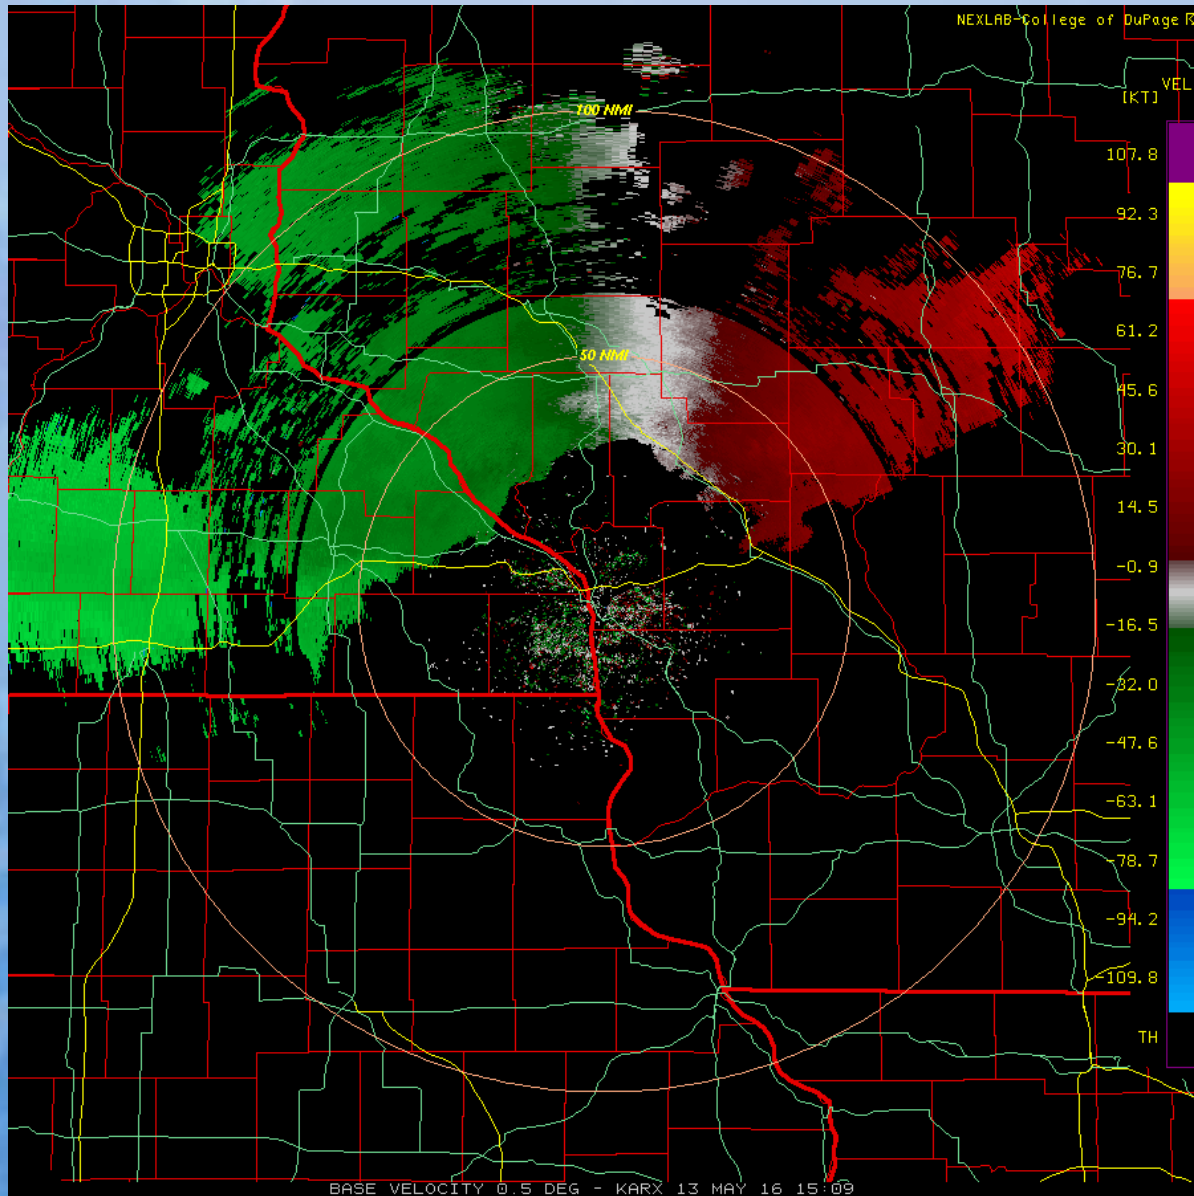 NEXLAB-College of DuPage
VEL
[KT]
107.8
92.3
76.7
61.2
45.6
30.1
14.5
-0.9
-16.5
-32.0
-47.6
-63.1
-78.7
-94.2
-109.8
TH
100 NMI
50 NMI
BASE VELOCITY 0.5 DEG - KARX 13 MAY 16 15:09